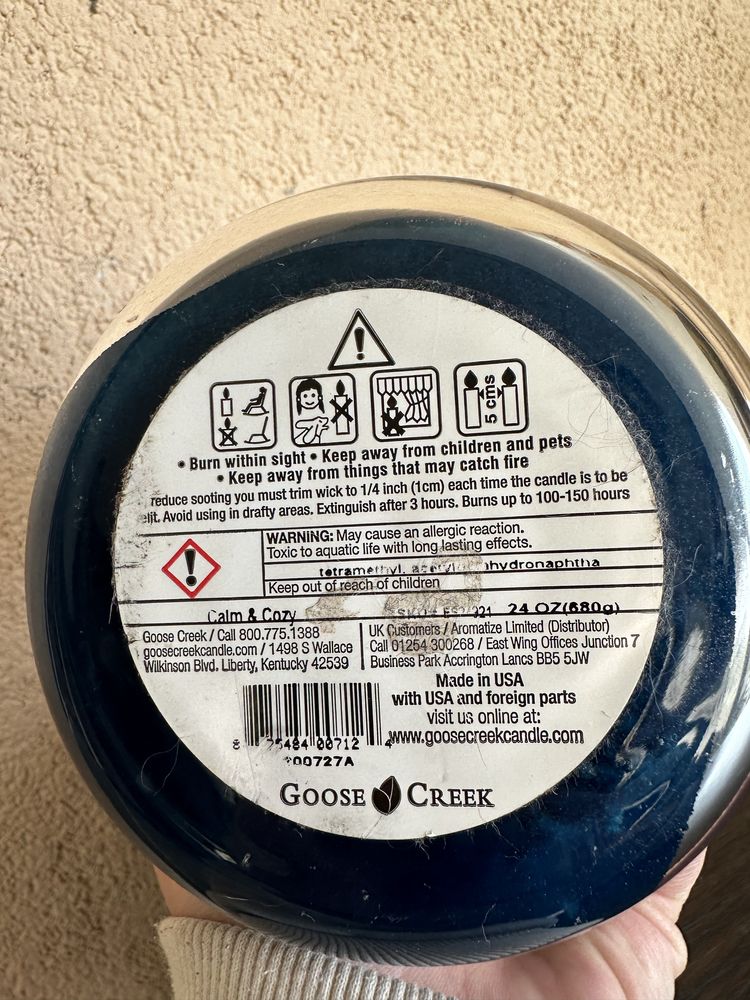 5 cms
• Burn within sight • Keep away from children and pets
• Keep away from things that may catch fire
reduce sooting you must trim wick to 1/4 inch (1cm) each time the candle is to be
lit. Avoid using in drafty areas. Extinguish after 3 hours. Burns up to 100-150 hours
WARNING: May cause an allergic reaction.
Toxic to aquatic life with long lasting effects.
tetramethyl,
Keep out of reach of children
Calm & Cozy 24 OZ(680g)
Goose Creek / Call 800.775.1388
goosecreekcandle.com / 1498 S Wallace
Wilkinson Blvd. Liberty, Kentucky 42539
UK Customers / Aromatize Limited (Distributor)
Call 01254 300268 / East Wing Offices Junction 7
Business Park Accrington Lancs BB5 5JW
Made in USA
with USA and foreign parts
visit us online at:
www.goosecreekcandle.com
8 75484 00712 4
00727A
GOOSE CREEK